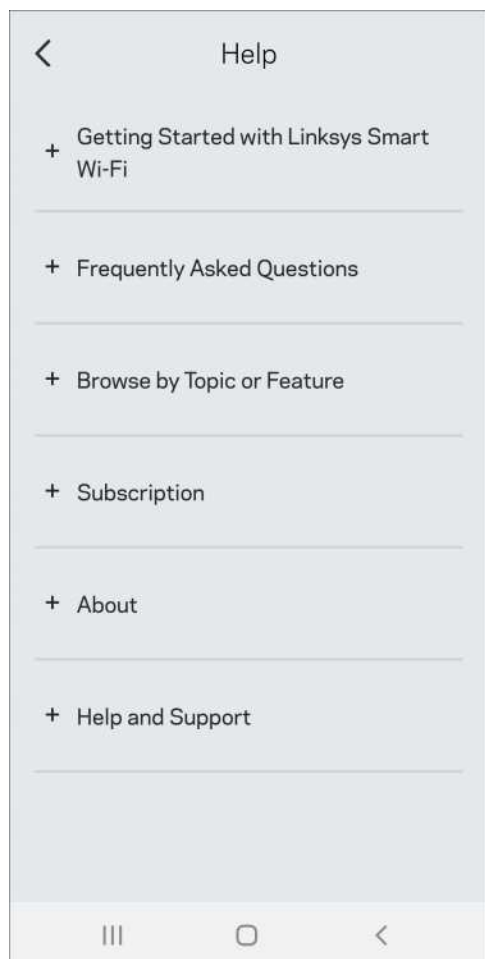 Help
Getting Started with Linksys Smart
Wi-Fi
Frequently Asked Questions
Browse by Topic or Feature
Subscription
About
Help and Support